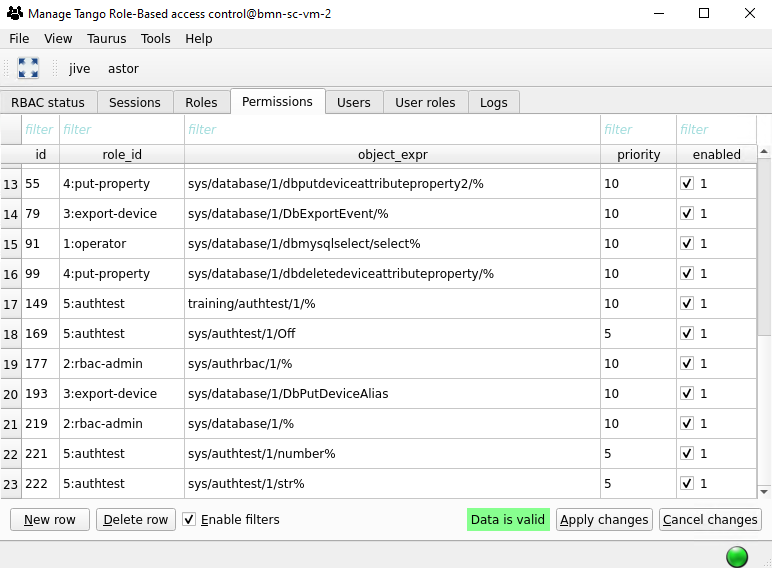 Manage Tango Role-Based access control@bmn-sc-vm-2
File View Taurus Tools Help
jive astor
RBAC status Sessions Roles Permissions Users User roles Logs
filter filter filter filter filter
id role_id object_expr priority enabled
13 55 4:put-property sys/database/1/dbputdeviceattributeproperty2/% 10 1
14 79 3:export-device sys/database/1/DbExportEvent/% 10 1
15 91 1:operator sys/database/1/dbmysqlselect/select% 10 1
16 99 4:put-property sys/database/1/dbdeletedeviceattributeproperty/% 10 1
17 149 5:authtest training/authtest/1/% 10 1
18 169 5:authtest sys/authtest/1/Off 5 1
19 177 2:rbac-admin sys/authrbac/1/% 10 1
20 193 3:export-device sys/database/1/DbPutDeviceAlias 10 1
21 219 2:rbac-admin sys/database/1/% 10 1
22 221 5:authtest sys/authtest/1/number% 5 1
23 222 5:authtest sys/authtest/1/str% 5 1
New row Delete row Enable filters Data is valid Apply changes Cancel changes